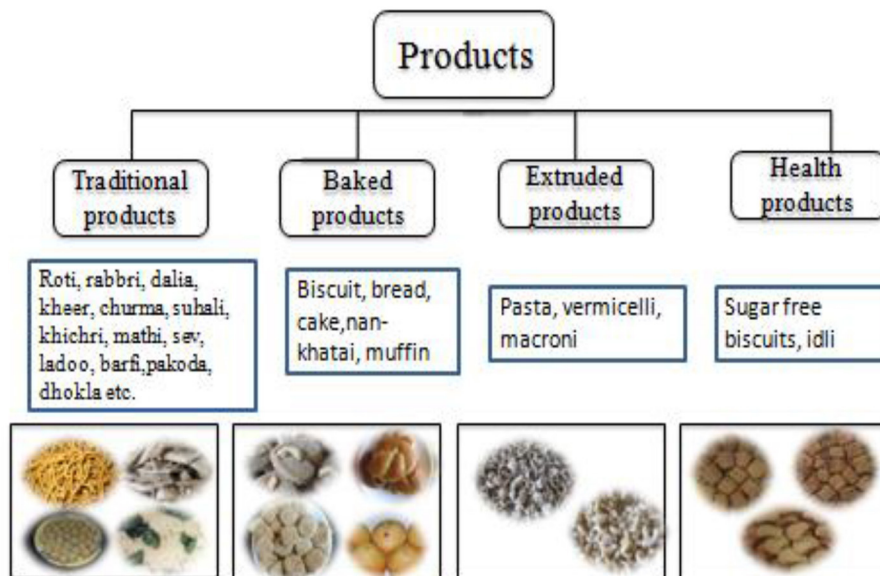 Products
Traditional
products
Baked
products
Extruded
products
Health
products
Roti, rabbri, dalia,
kheer, churma, suhali,
khichri, mathi, sev,
ladoo, barfi,pakoda,
dhokla etc.
Biscuit, bread,
cake,nan-
khatai, muffin
Pasta, vermicelli,
macroni
Sugar free
biscuits, idli